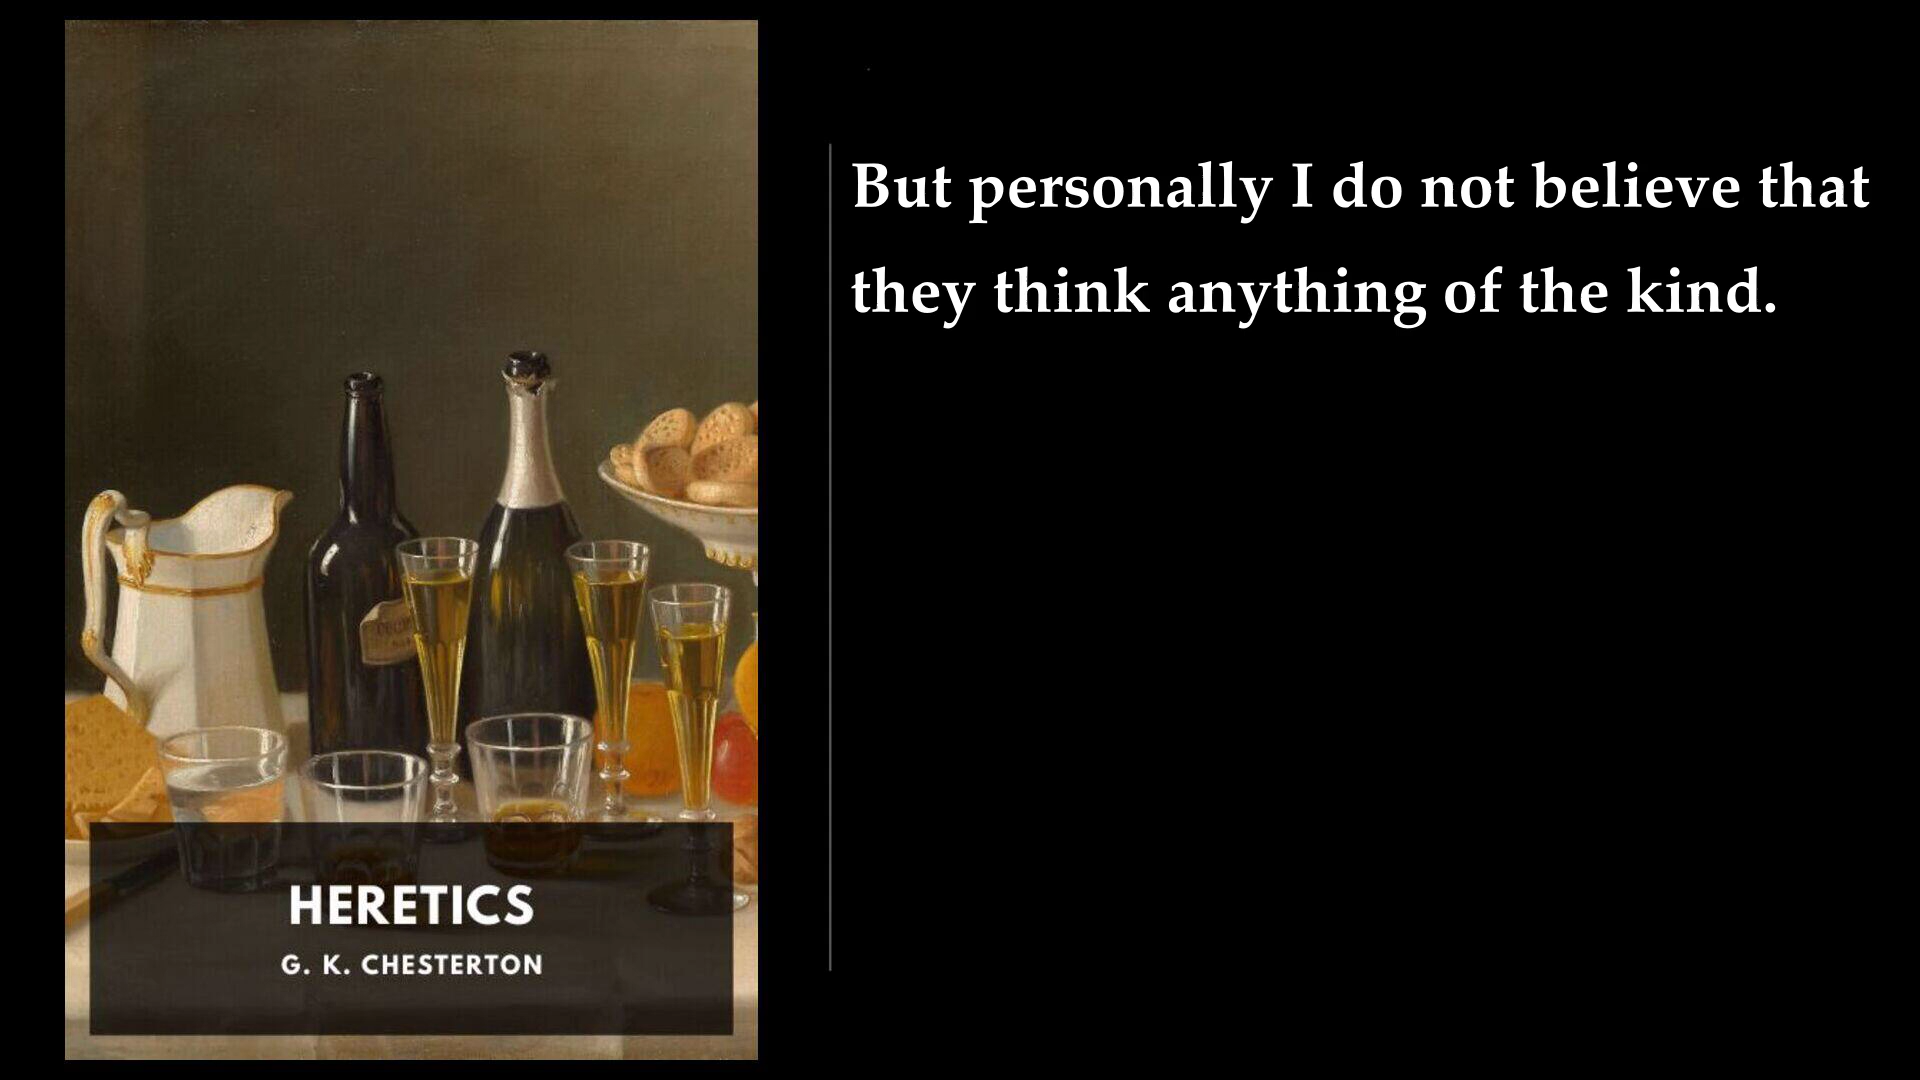 But personally I do not believe that
they think anything of the kind.
HERETICS
G. K. CHESTERTON